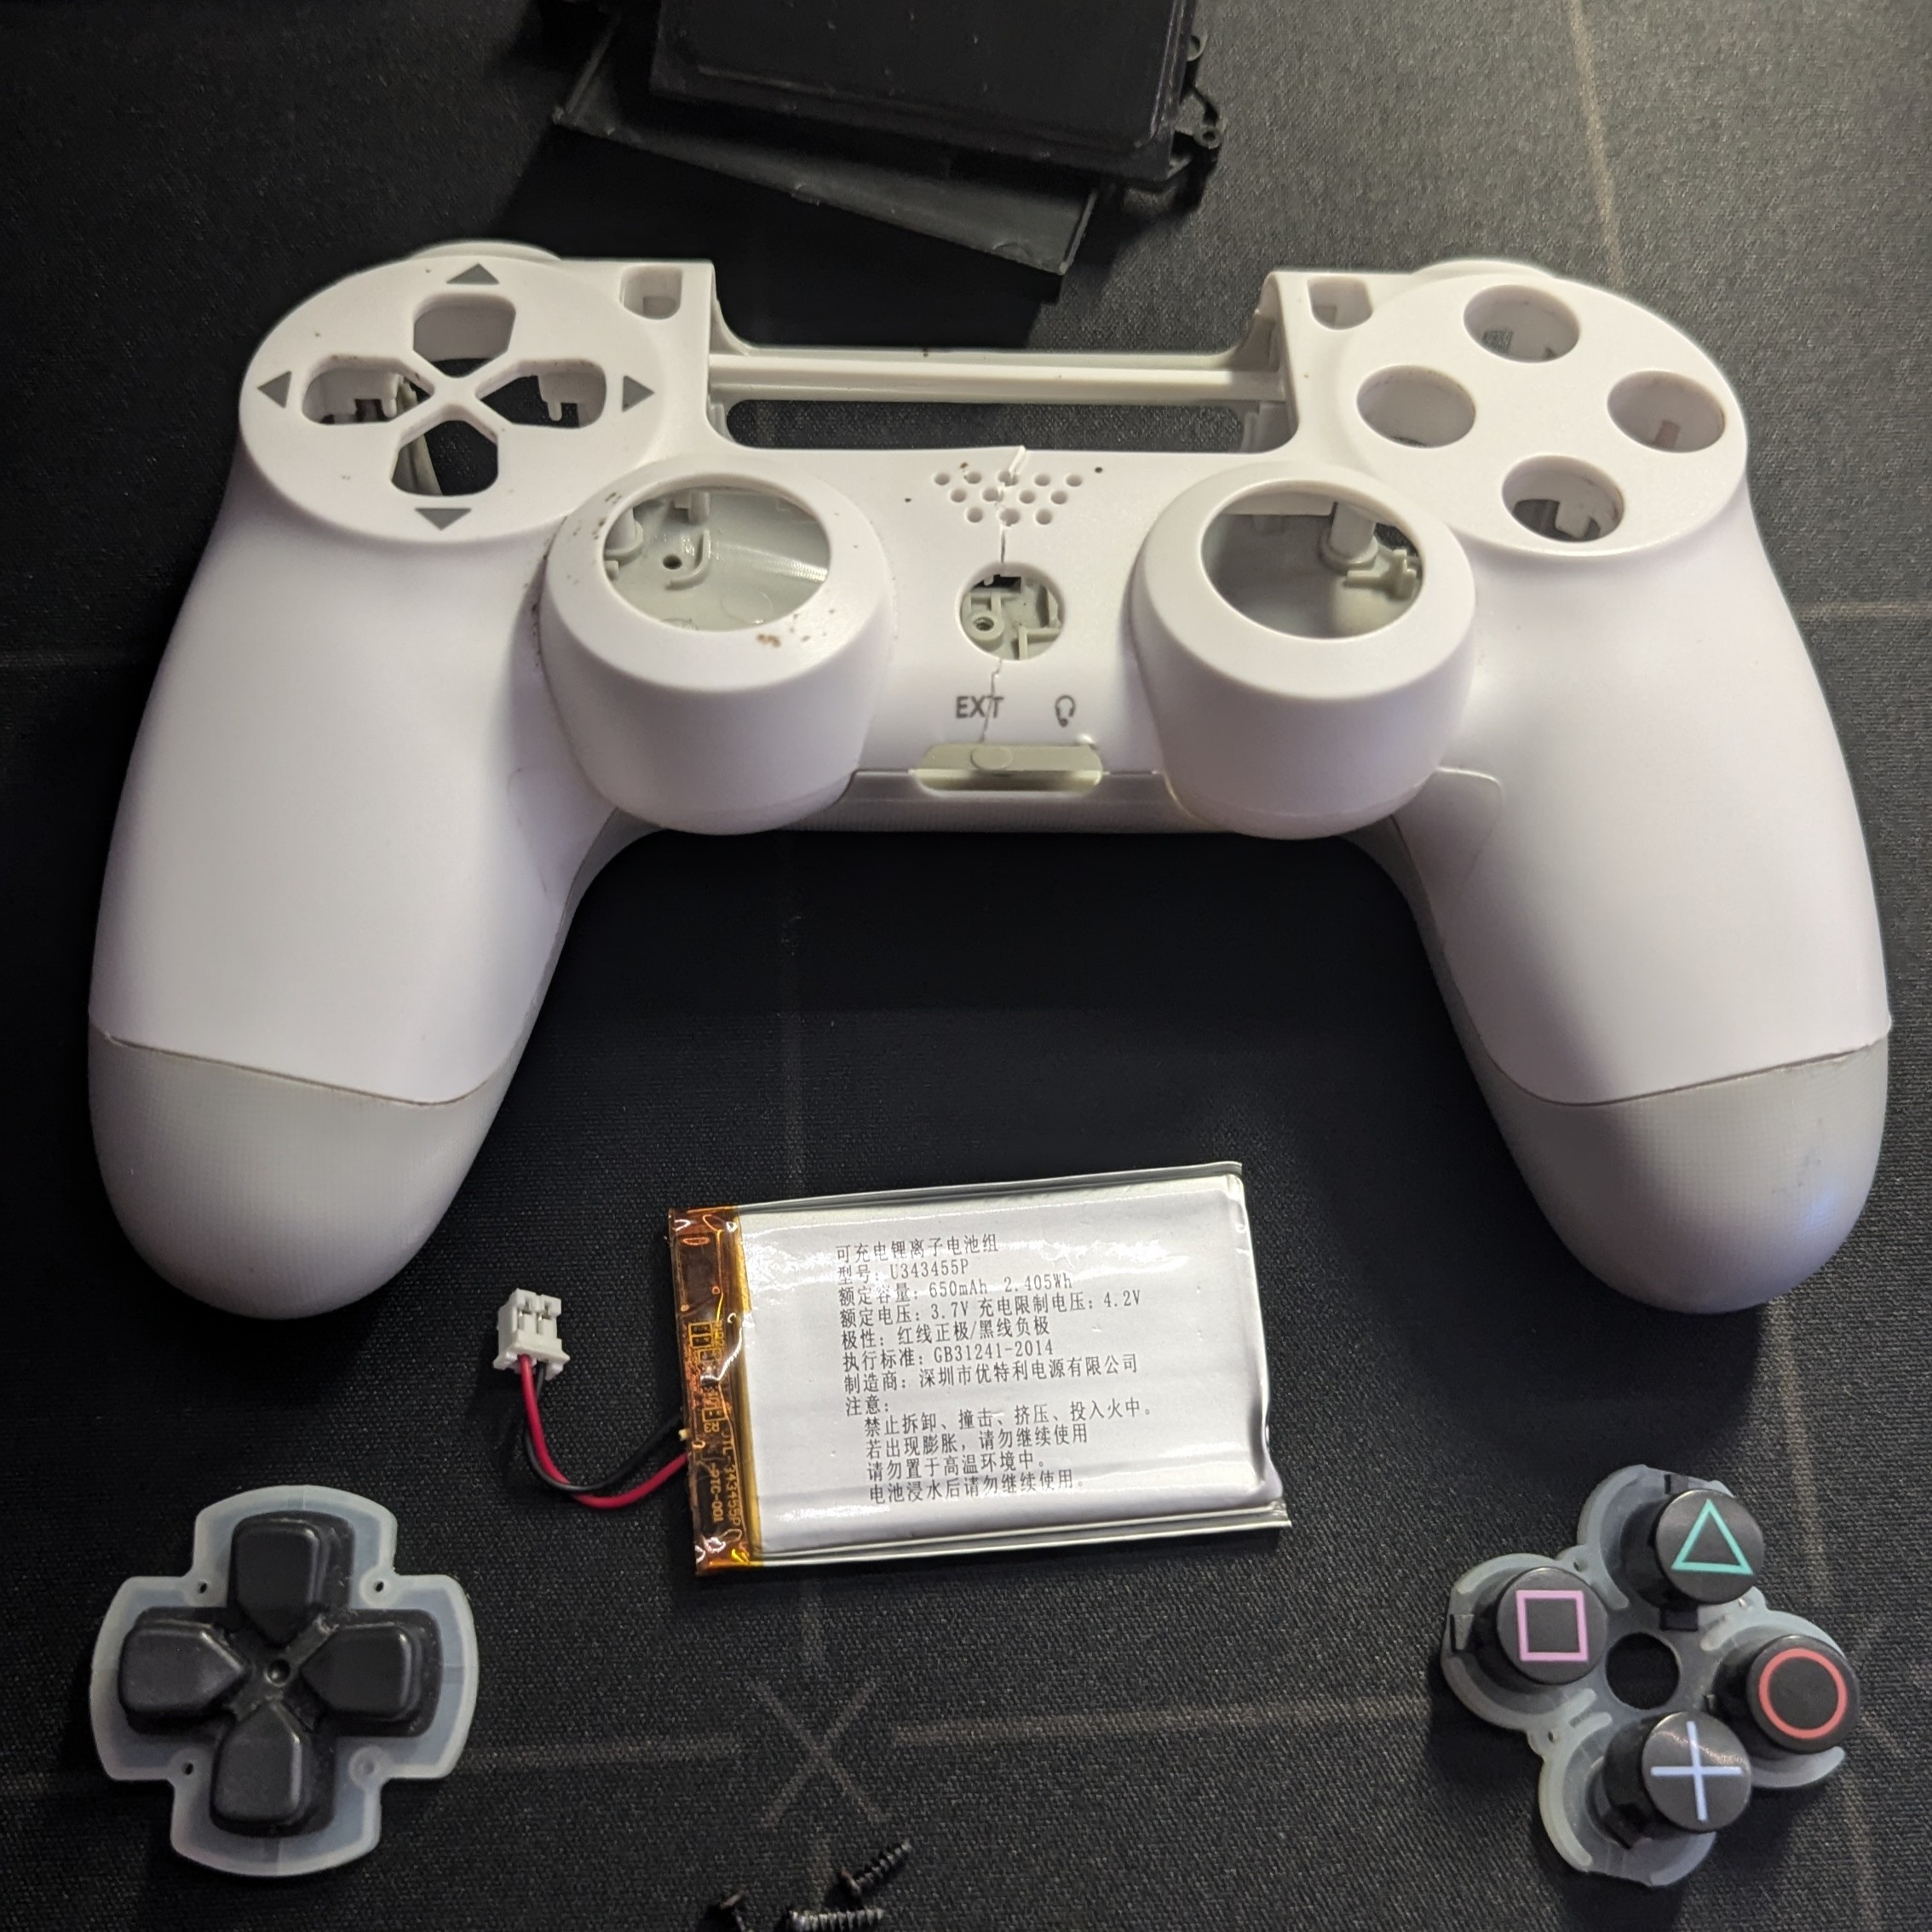 EXT
可充电锂离子电池组
型号: U343455P
额定容量: 650mAh 2.405Wh
额定电压: 3.7V 充电限制电压: 4.2V
极性: 红线正极/黑线负极
执行标准: GB31241-2014
制造商: 深圳市优特利电源有限公司
注意:
禁止拆卸、撞击、挤压、投入火中。
若出现膨胀, 请勿继续使用
请勿置于高温环境中。
电池浸水后请勿继续使用。